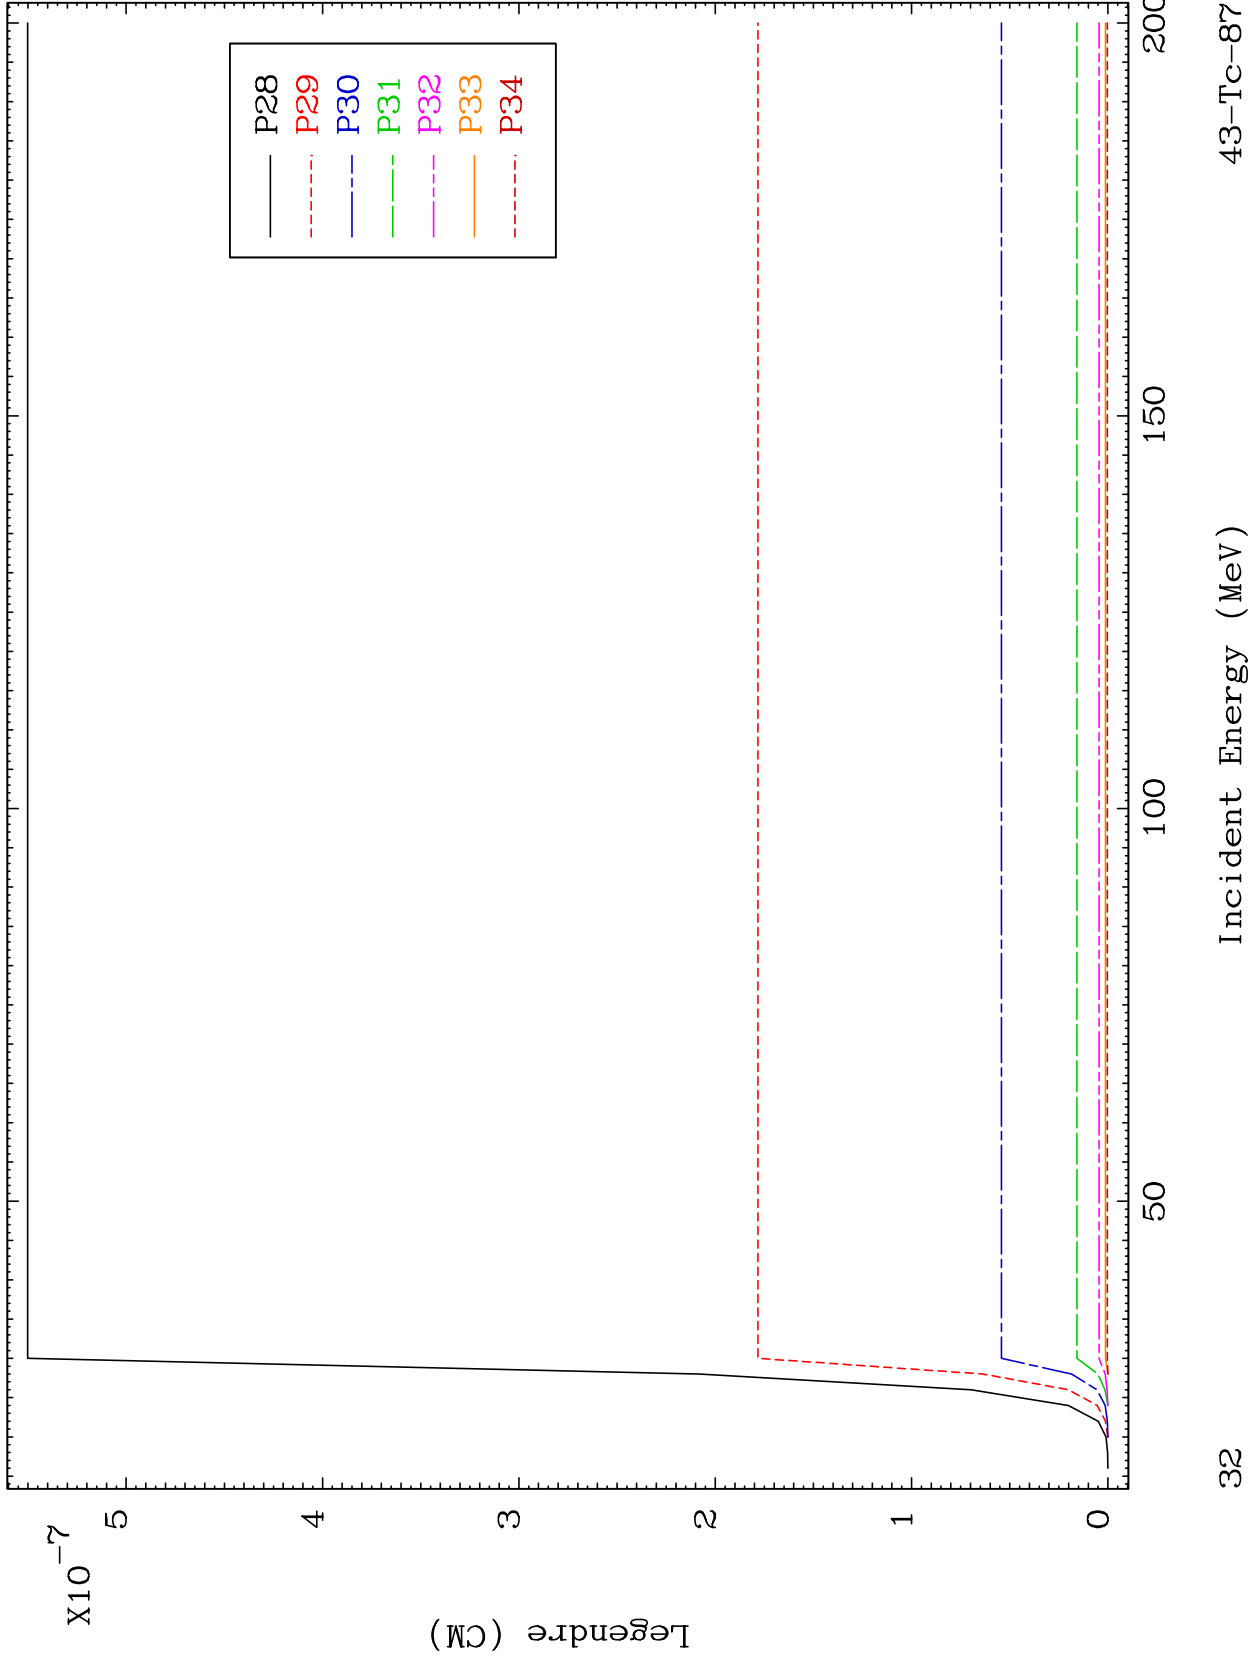 X10-7
5
4
3
2
1
0
Legendre (CM)
P28
P29
P30
P31
P32
P33
P34
50
100
150
200
Incident Energy (MeV)
32
43-Tc-87